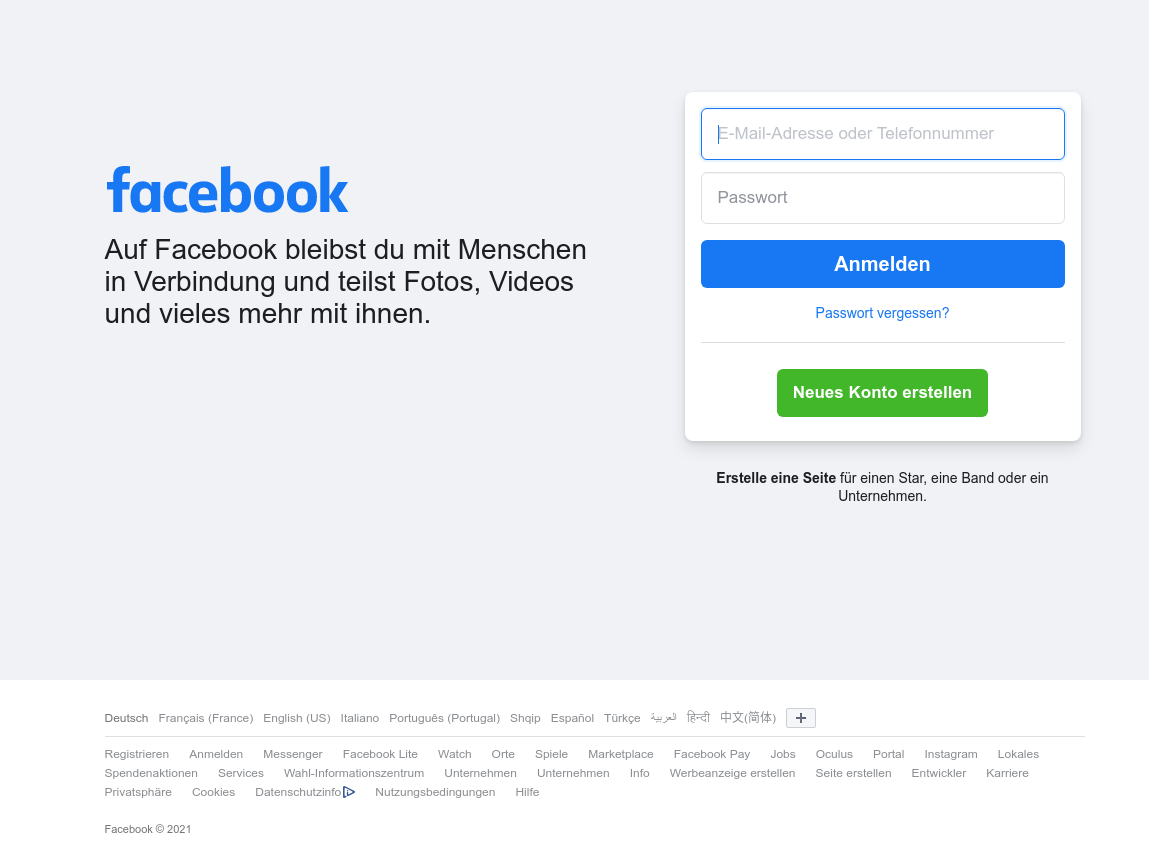 facebook
Auf Facebook bleibst du mit Menschen
in Verbindung und teilst Fotos, Videos
und vieles mehr mit ihnen.
E-Mail-Adresse oder Telefonnummer
Passwort
Anmelden
Passwort vergessen?
Neues Konto erstellen
Erstelle eine Seite für einen Star, eine Band oder ein
Unternehmen.
Deutsch Français (France) English (US) Italiano Português (Portugal) Shqip Español Türkçe العربية हिन्दी 中文(简体) +
Registrieren Anmelden Messenger Facebook Lite Watch Orte Spiele Marketplace Facebook Pay Jobs Oculus Portal Instagram Lokales
Spendenaktionen Services Wahl-Informationszentrum Unternehmen Unternehmen Info Werbeanzeige erstellen Seite erstellen Entwickler Karriere
Privatsphäre Cookies Datenschutzinfo Nutzungsbedingungen Hilfe
Facebook © 2021